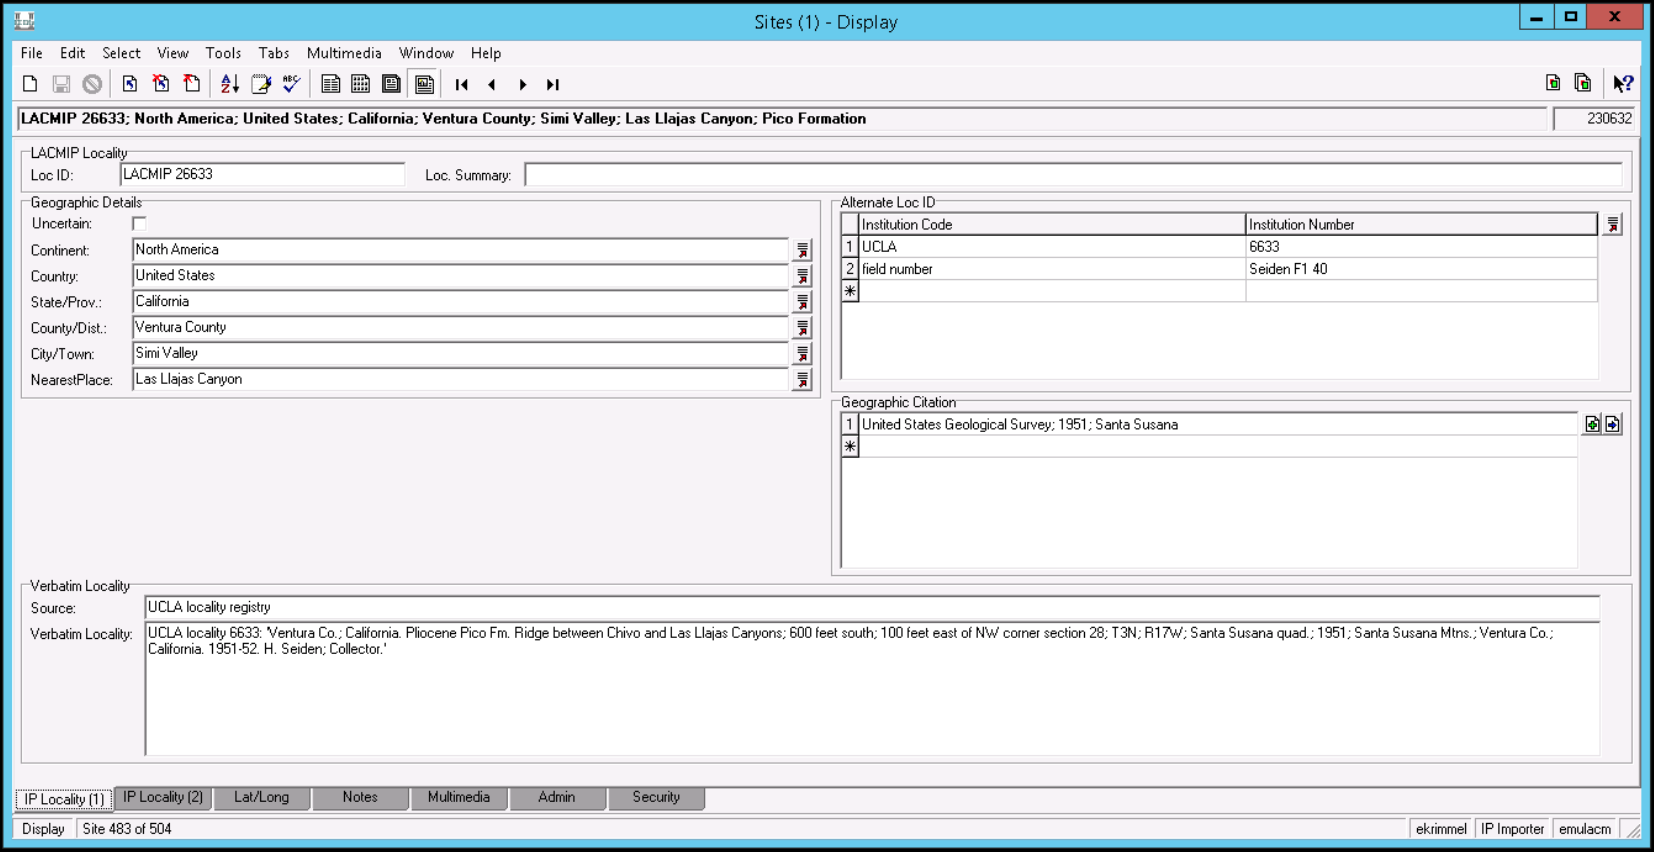 Sites (1) - Display
File Edit Select View Tools Tabs Multimedia Window Help
LACMIP 26633; North America; United States; California; Ventura County; Simi Valley; Las Llajas Canyon; Pico Formation 230632
LACMIP Locality
Loc ID: LACMIP 26633 Loc. Summary:
Geographic Details
Uncertain:
Continent: North America
Country: United States
State/Prov.: California
County/Dist.: Ventura County
City/Town: Simi Valley
NearestPlace: Las Llajas Canyon
Alternate Loc ID
Institution Code Institution Number
1 UCLA 6633
2 field number Seiden F1 40
Geographic Citation
1 United States Geological Survey; 1951; Santa Susana
Verbatim Locality
Source: UCLA locality registry
Verbatim Locality: UCLA locality 6633: 'Ventura Co.; California. Pliocene Pico Fm. Ridge between Chivo and Las Llajas Canyons; 600 feet south; 100 feet east of NW corner section 28; T3N; R17W; Santa Susana quad.; 1951; Santa Susana Mtns.; Ventura Co.;
California. 1951-52. H. Seiden; Collector.'
IP Locality (1) IP Locality (2) Lat/Long Notes Multimedia Admin Security
Display Site 483 of 504 ekrimmel IP Importer emulacm